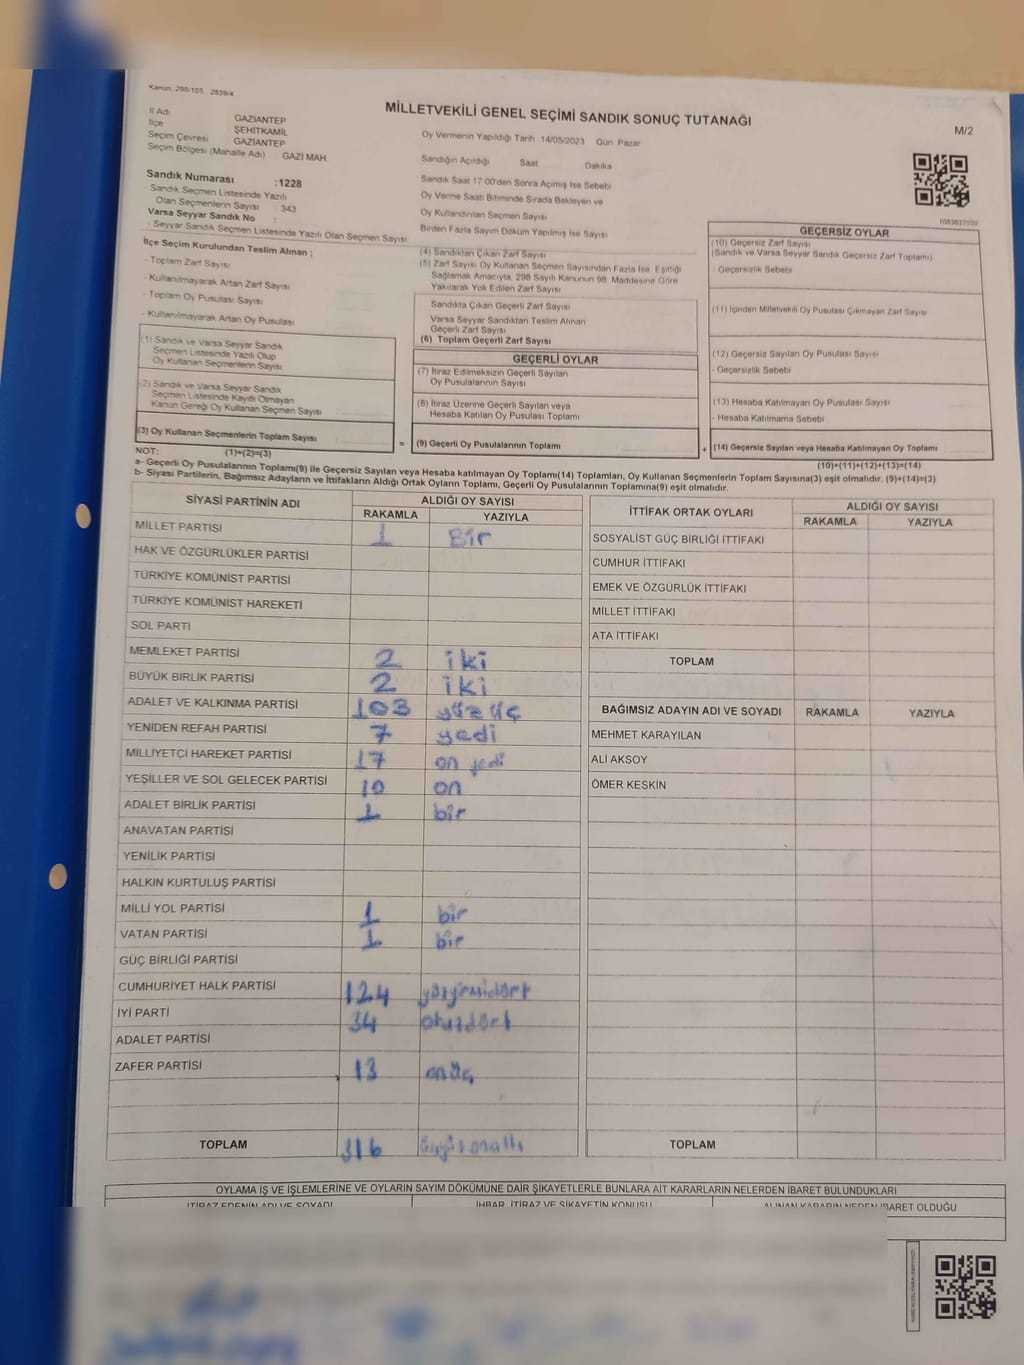 Kanun: 298/105 . 2839/4
MİLLETVEKİLİ GENEL SEÇİMİ SANDIK SONUÇ TUTANAĞI
M/2
İl Adı GAZIANTEP
İlçe ŞEHİTKAMİL
Seçim Çevresi GAZIANTEP
Seçim Bölgesi (Mahalle Adı) GAZI MAH.
Oy Vermenin Yapıldığı Tarih 14/05/2023 Gün Pazar
Sandığın Açıldığı Saat Dakika
Sandık Saat 17:00'den Sonra Açımış İse Sebebi
Oy Verme Saati Bitiminde Sırada Bekleyen ve
Oy Kullandırılan Seçmen Sayısı
Birden Fazla Sayım Döküm Yapılmış İse Sayısı
Sandık Numarası :1228
- Sandık Seçmen Listesinde Yazılı
Olan Seçmenlerin Sayısı : 343
Varsa Seyyar Sandık No :
- Seyyar Sandık Seçmen Listesinde Yazılı Olan Seçmen Sayısı
İlçe Seçim Kurulundan Teslim Alınan ;
- Toplam Zarf Sayısı
- Kullanılmayarak Artan Zarf Sayısı
- Toplam Oy Pusulası Sayısı
- Kullanılmayarak Artan Oy Pusulası
(1) Sandık ve Varsa Seyyar Sandık
Seçmen Listesinde Yazılı Olup
Oy Kullanan Seçmenlerin Sayısı
(2) Sandık ve Varsa Seyyar Sandık
Seçmen Listesinde Kayıtlı Olmayan
Kanun Gereği Oy Kullanan Seçmen Sayısı
(3) Oy Kullanan Seçmenlerin Toplam Sayısı
(4) Sandıktan Çıkan Zarf Sayısı
(5) Zarf Sayısı Oy Kullanan Seçmen Sayısından Fazla İse, Eşitliği
Sağlamak Amacıyla, 298 Sayılı Kanunun 98. Maddesine Göre
Yakılarak Yok Edilen Zarf Sayısı
Sandıkta Çıkan Geçerli Zarf Sayısı
Varsa Seyyar Sandıktan Teslim Alınan
Geçerli Zarf Sayısı
(6) Toplam Geçerli Zarf Sayısı
GEÇERLİ OYLAR
(7) İtiraz Edilmeksizin Geçerli Sayılan
Oy Pusulalarının Sayısı
(8) İtiraz Üzerine Geçerli Sayılan veya
Hesaba Katılan Oy Pusulası Toplamı
= (9) Geçerli Oy Pusulalarının Toplamı +
1083637930
GEÇERSİZ OYLAR
(10) Geçersiz Zarf Sayısı
(Sandık ve Varsa Seyyar Sandık Geçersiz Zarf Toplamı)
- Geçersizlik Sebebi
(11) İçinden Milletvekili Oy Pusulası Çıkmayan Zarf Sayısı
(12) Geçersiz Sayılan Oy Pusulası Sayısı
- Geçersizlik Sebebi
(13) Hesaba Katılmayan Oy Pusulası Sayısı
- Hesaba Katılmama Sebebi
(14) Geçersiz Sayılan veya Hesaba Katılmayan Oy Toplamı
NOT: (1)+(2)=(3) (10)+(11)+(12)+(13)=(14)
a- Geçerli Oy Pusulalarının Toplamı(9) ile Geçersiz Sayılan veya Hesaba katılmayan Oy Toplamı(14) Toplamları, Oy Kullanan Seçmenlerin Toplam Sayısına(3) eşit olmalıdır. (9)+(14)=(3)
b- Siyasi Partilerin, Bağımsız Adayların ve İttifakların Aldığı Ortak Oyların Toplamı, Geçerli Oy Pusulalarının Toplamına(9) eşit olmalıdır.
SİYASİ PARTİNİN ADI ALDIĞI OY SAYISI
RAKAMLA YAZIYLA
MİLLET PARTİSİ 1 Bir
HAK VE ÖZGÜRLÜKLER PARTİSİ
TÜRKİYE KOMÜNİST PARTİSİ
TÜRKİYE KOMÜNİST HAREKETİ
SOL PARTİ
MEMLEKET PARTİSİ 2 iki
BÜYÜK BİRLİK PARTİSİ 2 iki
ADALET VE KALKINMA PARTİSİ 103 yüz üç
YENİDEN REFAH PARTİSİ 7 yedi
MİLLİYETÇİ HAREKET PARTİSİ 17 on yedi
YEŞİLLER VE SOL GELECEK PARTİSİ 10 on
ADALET BİRLİK PARTİSİ 1 bir
ANAVATAN PARTİSİ
YENİLİK PARTİSİ
HALKIN KURTULUŞ PARTİSİ
MİLLİ YOL PARTİSİ 1 bir
VATAN PARTİSİ 1 bir
GÜÇ BİRLİĞİ PARTİSİ
CUMHURİYET HALK PARTİSİ 124 yüzyirmidört
İYİ PARTİ 34 otuzdört
ADALET PARTİSİ
ZAFER PARTİSİ 13 onüç
TOPLAM 316 üçyüzonaltı
İTTİFAK ORTAK OYLARI ALDIĞI OY SAYISI
RAKAMLA YAZIYLA
SOSYALİST GÜÇ BİRLİĞİ İTTİFAKI
CUMHUR İTTİFAKI
EMEK VE ÖZGÜRLÜK İTTİFAKI
MİLLET İTTİFAKI
ATA İTTİFAKI
TOPLAM
BAĞIMSIZ ADAYIN ADI VE SOYADI RAKAMLA YAZIYLA
MEHMET KARAYILAN
ALİ AKSOY
ÖMER KESKİN
TOPLAM
OYLAMA İŞ VE İŞLEMLERİNE VE OYLARIN SAYIM DÖKÜMÜNE DAİR ŞİKAYETLERLE BUNLARA AİT KARARLARIN NELERDEN İBARET BULUNDUKLARI
İTİRAZ EDENİN ADI VE SOYADI İHBAR, İTİRAZ VE ŞİKAYETİN KONUSU ALINAN KARARIN NEDEN İBARET OLDUĞU